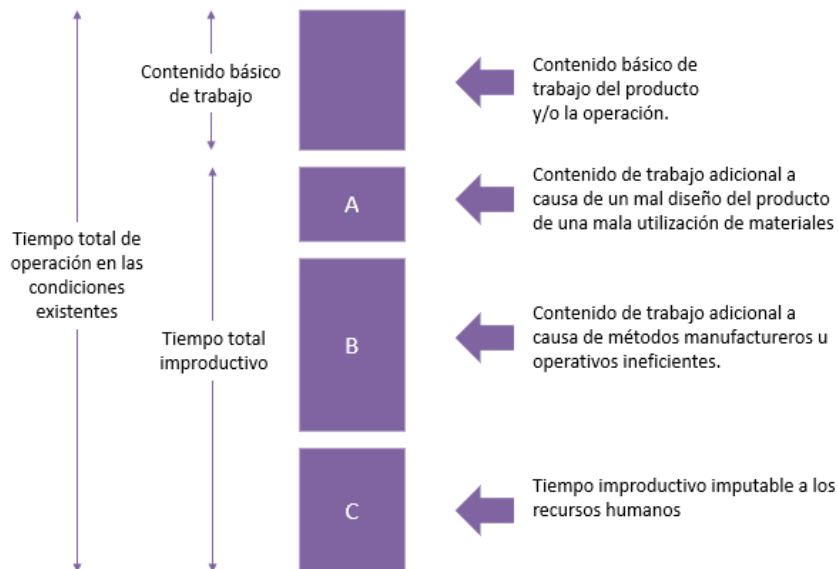 Tiempo total de
operación en las
condiciones
existentes
Contenido básico
de trabajo
Tiempo total
improductivo
A
B
C
Contenido básico de
trabajo del producto
y/o la operación.
Contenido de trabajo adicional a
causa de un mal diseño del producto
de una mala utilización de materiales
Contenido de trabajo adicional a
causa de métodos manufactureros u
operativos ineficientes.
Tiempo improductivo imputable a los
recursos humanos